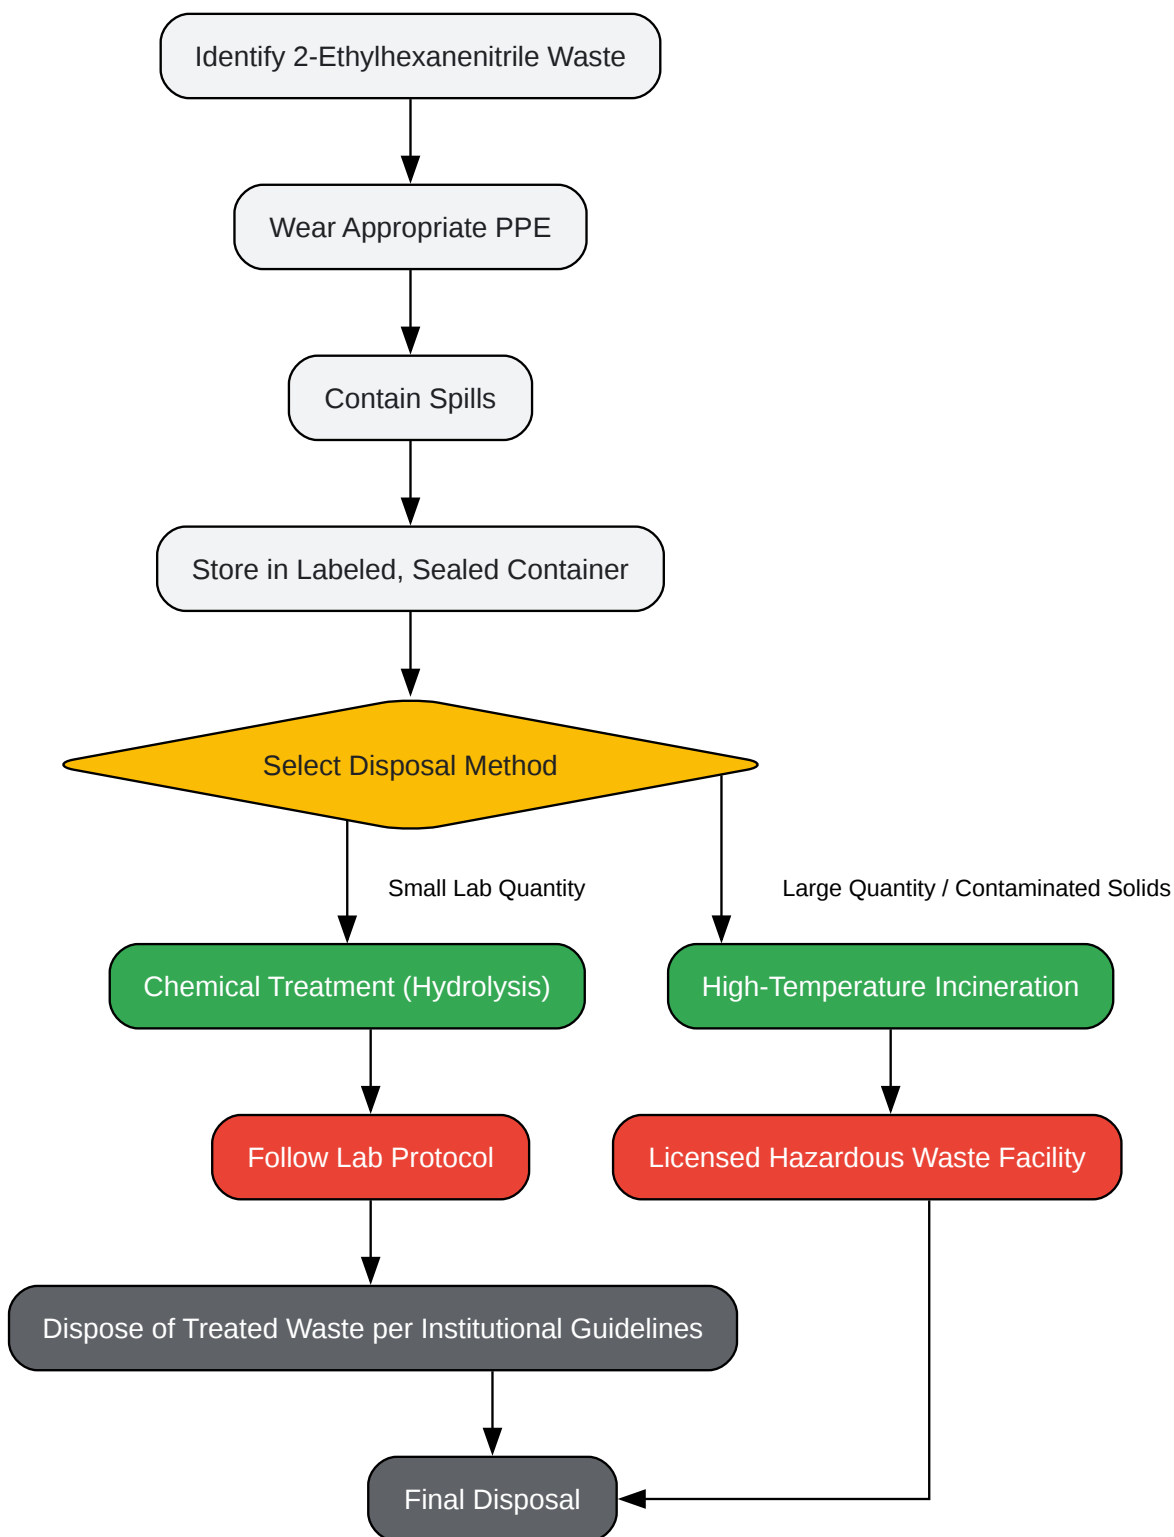 Identify 2-Ethylhexanenitrile Waste
Wear Appropriate PPE
Contain Spills
Store in Labeled, Sealed Container
Select Disposal Method
Small Lab Quantity
Large Quantity / Contaminated Solids
Chemical Treatment (Hydrolysis)
High-Temperature Incineration
Follow Lab Protocol
Licensed Hazardous Waste Facility
Dispose of Treated Waste per Institutional Guidelines
Final Disposal